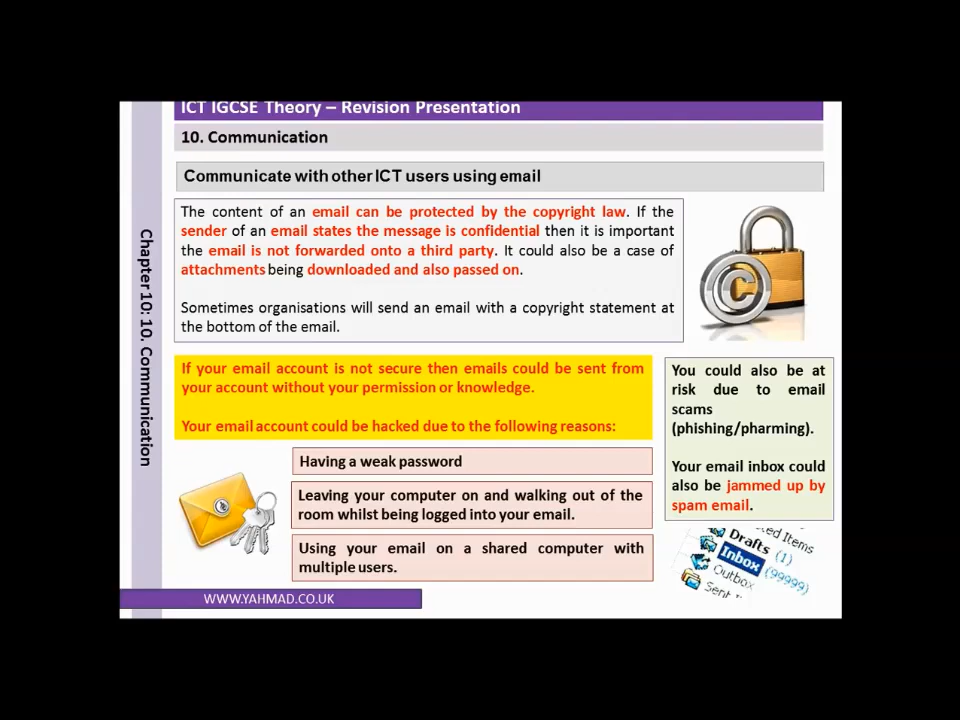 ICT IGCSE Theory – Revision Presentation
10. Communication
Communicate with other ICT users using email
Chapter 10: 10. Communication
The content of an email can be protected by the copyright law. If the
sender of an email states the message is confidential then it is important
the email is not forwarded onto a third party. It could also be a case of
attachments being downloaded and also passed on.
Sometimes organisations will send an email with a copyright statement at
the bottom of the email.
©
If your email account is not secure then emails could be sent from
your account without your permission or knowledge.
Your email account could be hacked due to the following reasons:
Having a weak password
Leaving your computer on and walking out of the
room whilst being logged into your email.
Using your email on a shared computer with
multiple users.
You could also be at
risk due to email
scams
(phishing/pharming).
Your email inbox could
also be jammed up by
spam email.
Items
Drafts (1)
Inbox (99999)
Outbox
Sent
WWW.YAHMAD.CO.UK